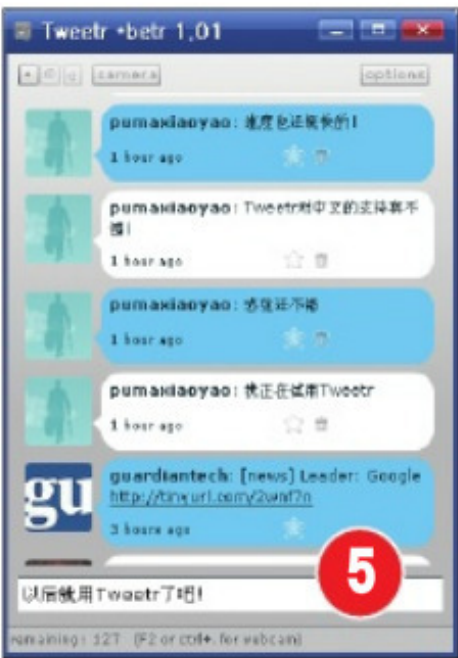 Tweetr •betr 1,01
camera options
pumaxiaoyao: 速度也还挺快的!
1 hour ago
pumaxiaoyao: Tweetr对中文的支持真不
错!
1 hour ago
pumaxiaoyao: 感觉还不错
1 hour ago
pumaxiaoyao: 我正在试用Tweetr
1 hour ago
guardiantech: [news] Leader: Google
http://tinyurl.com/2wnf7n
gu
3 hours ago
5
以后就用Tweetr了吧!
remaining: 127 (F2 or ctrl+. for webcam)